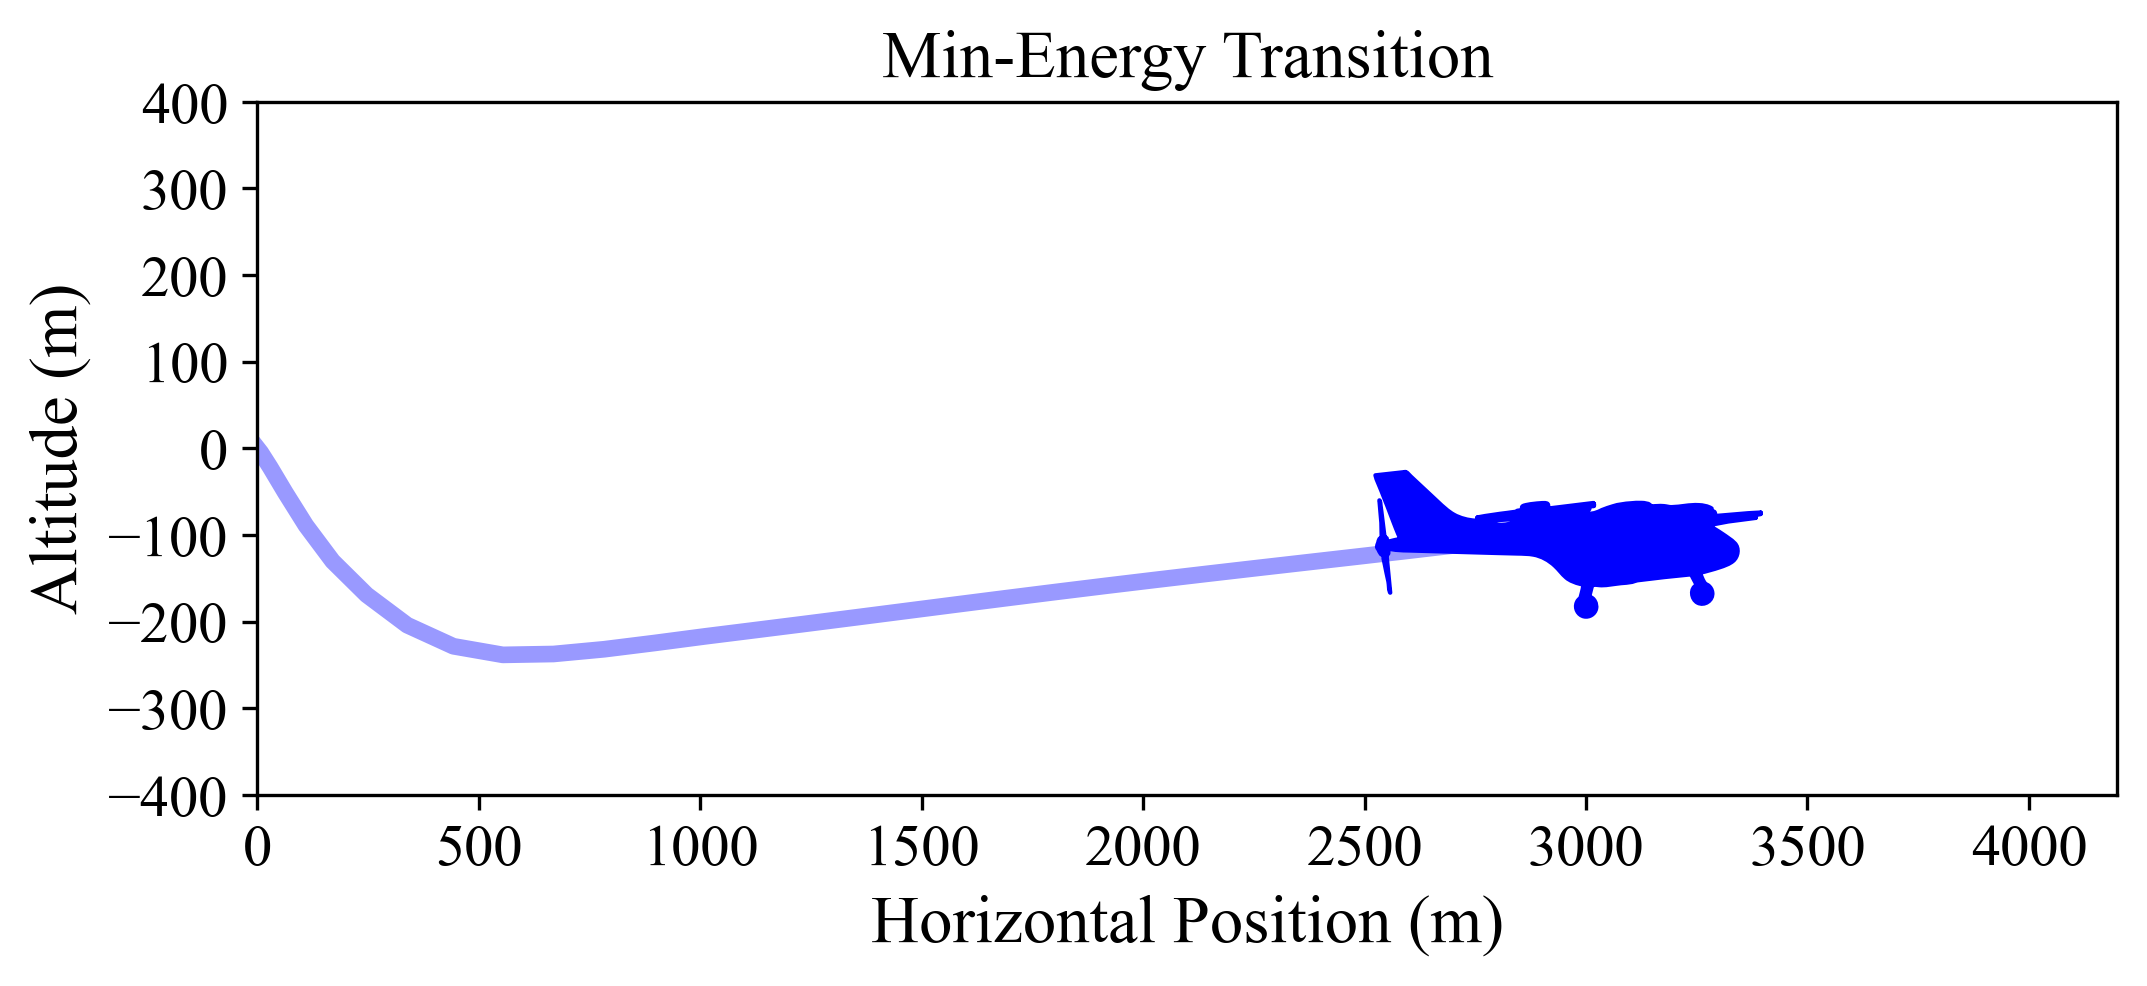 Min-Energy Transition
400
300
200
100
0
−100
−200
−300
−400
Altitude (m)
0 500 1000 1500 2000 2500 3000 3500 4000
Horizontal Position (m)